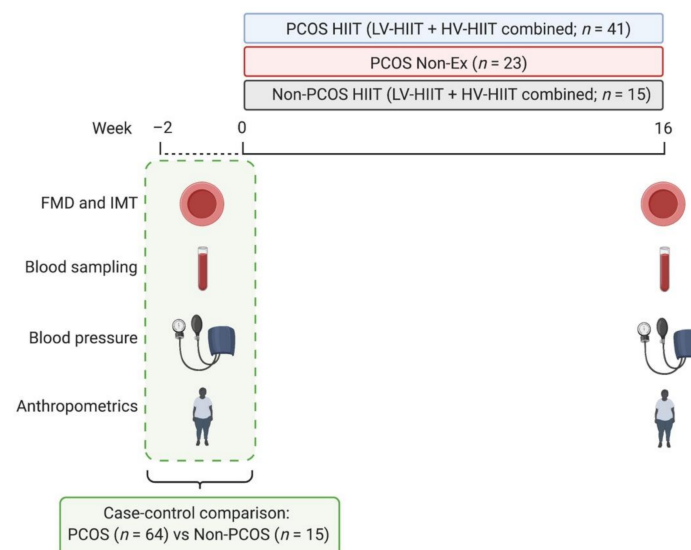 PCOS HIIT (LV-HIIT + HV-HIIT combined; n = 41)
PCOS Non-Ex (n = 23)
Non-PCOS HIIT (LV-HIIT + HV-HIIT combined; n = 15)
Week −2 0 16
FMD and IMT
Blood sampling
Blood pressure
Anthropometrics
Case-control comparison:
PCOS (n = 64) vs Non-PCOS (n = 15)